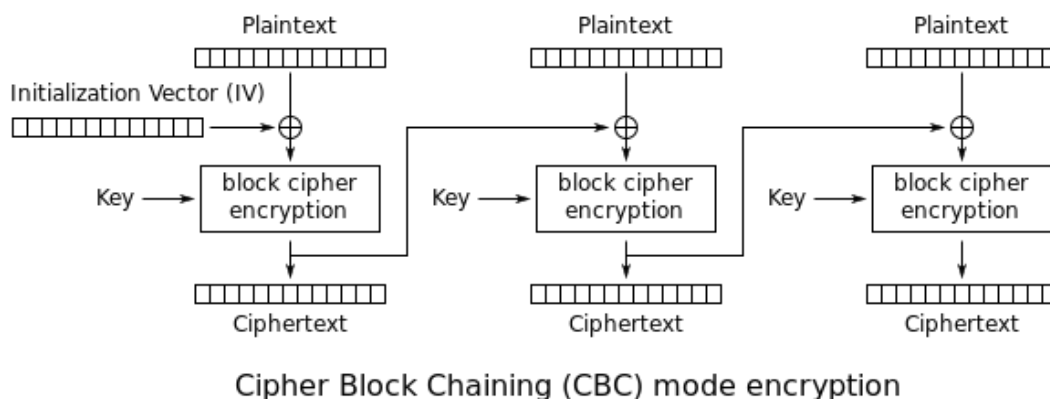 Plaintext
Plaintext
Plaintext
Initialization Vector (IV)
Key
block cipher
encryption
Key
block cipher
encryption
Key
block cipher
encryption
Ciphertext
Ciphertext
Ciphertext
Cipher Block Chaining (CBC) mode encryption